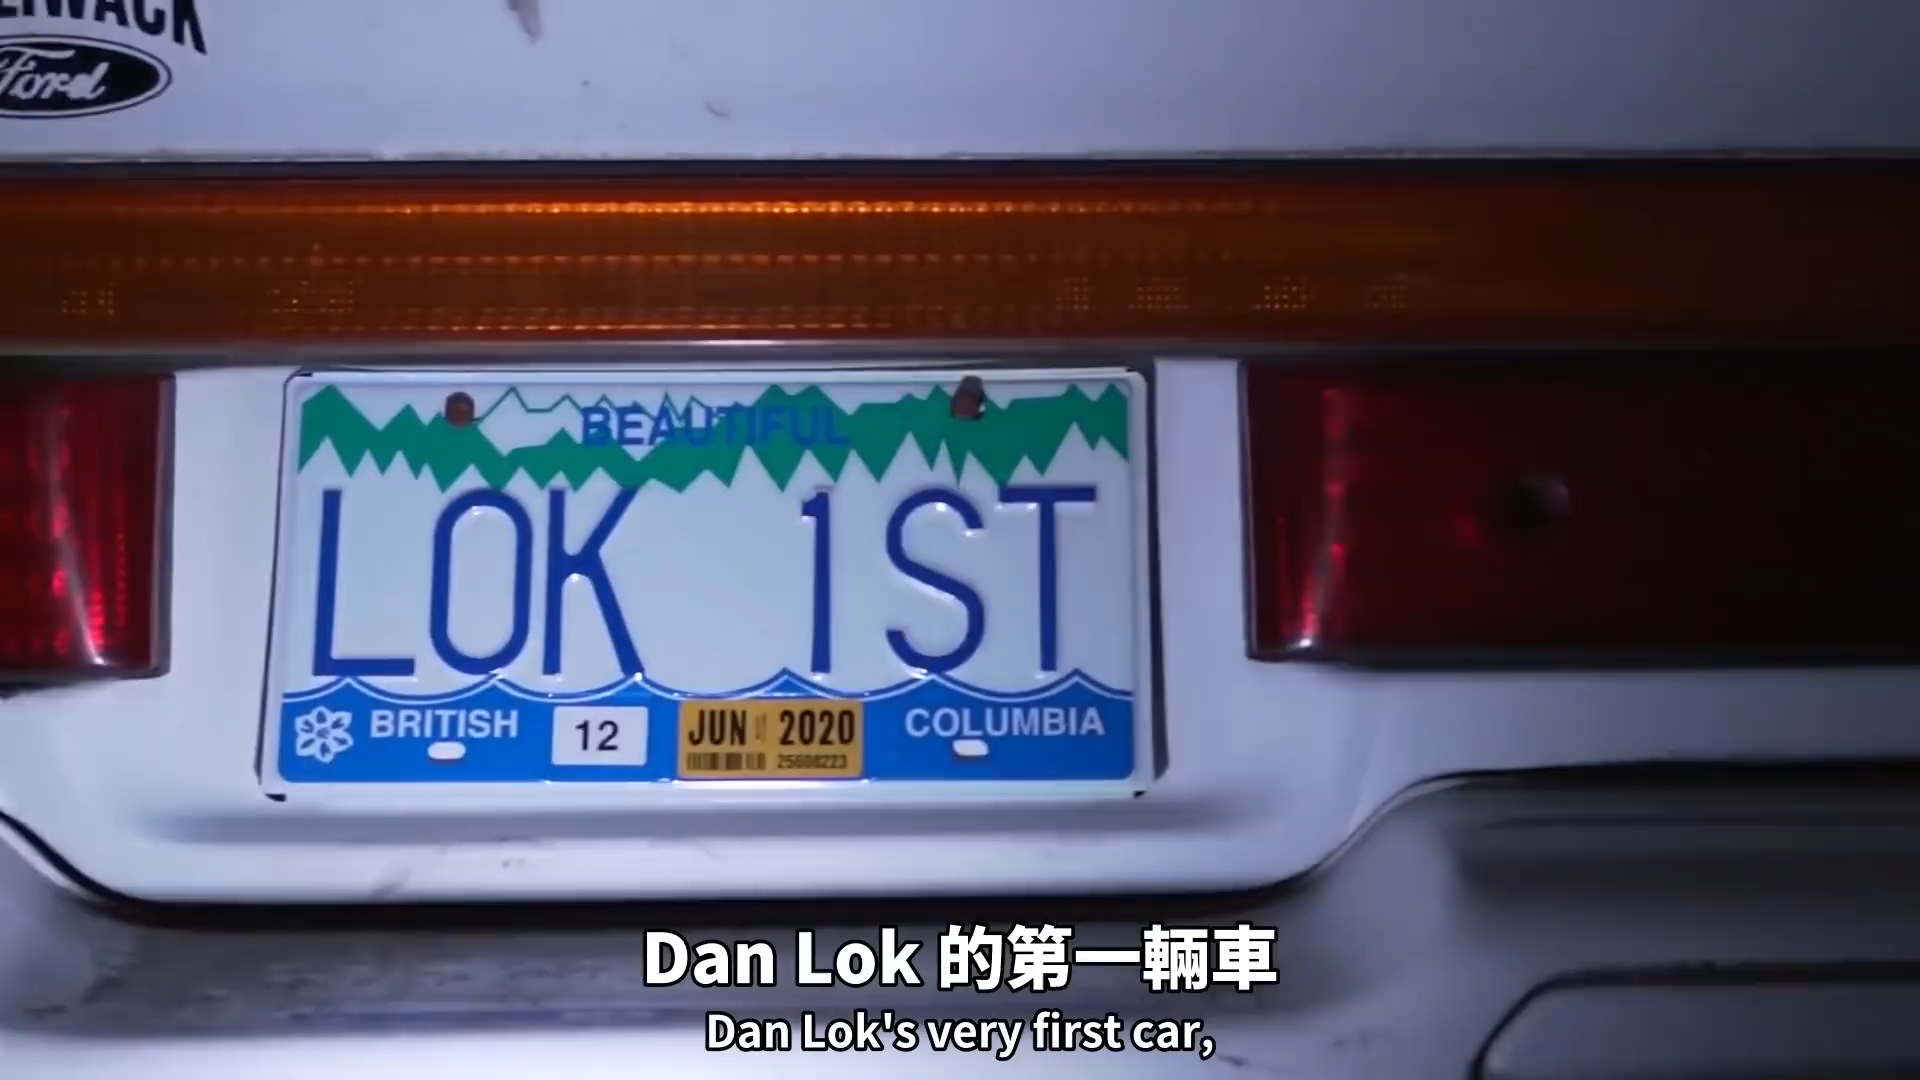 Ford
BEAUTIFUL
LOK 1ST
BRITISH 12 JUN 2020 COLUMBIA
25608223
Dan Lok 的第一輛車
Dan Lok's very first car,